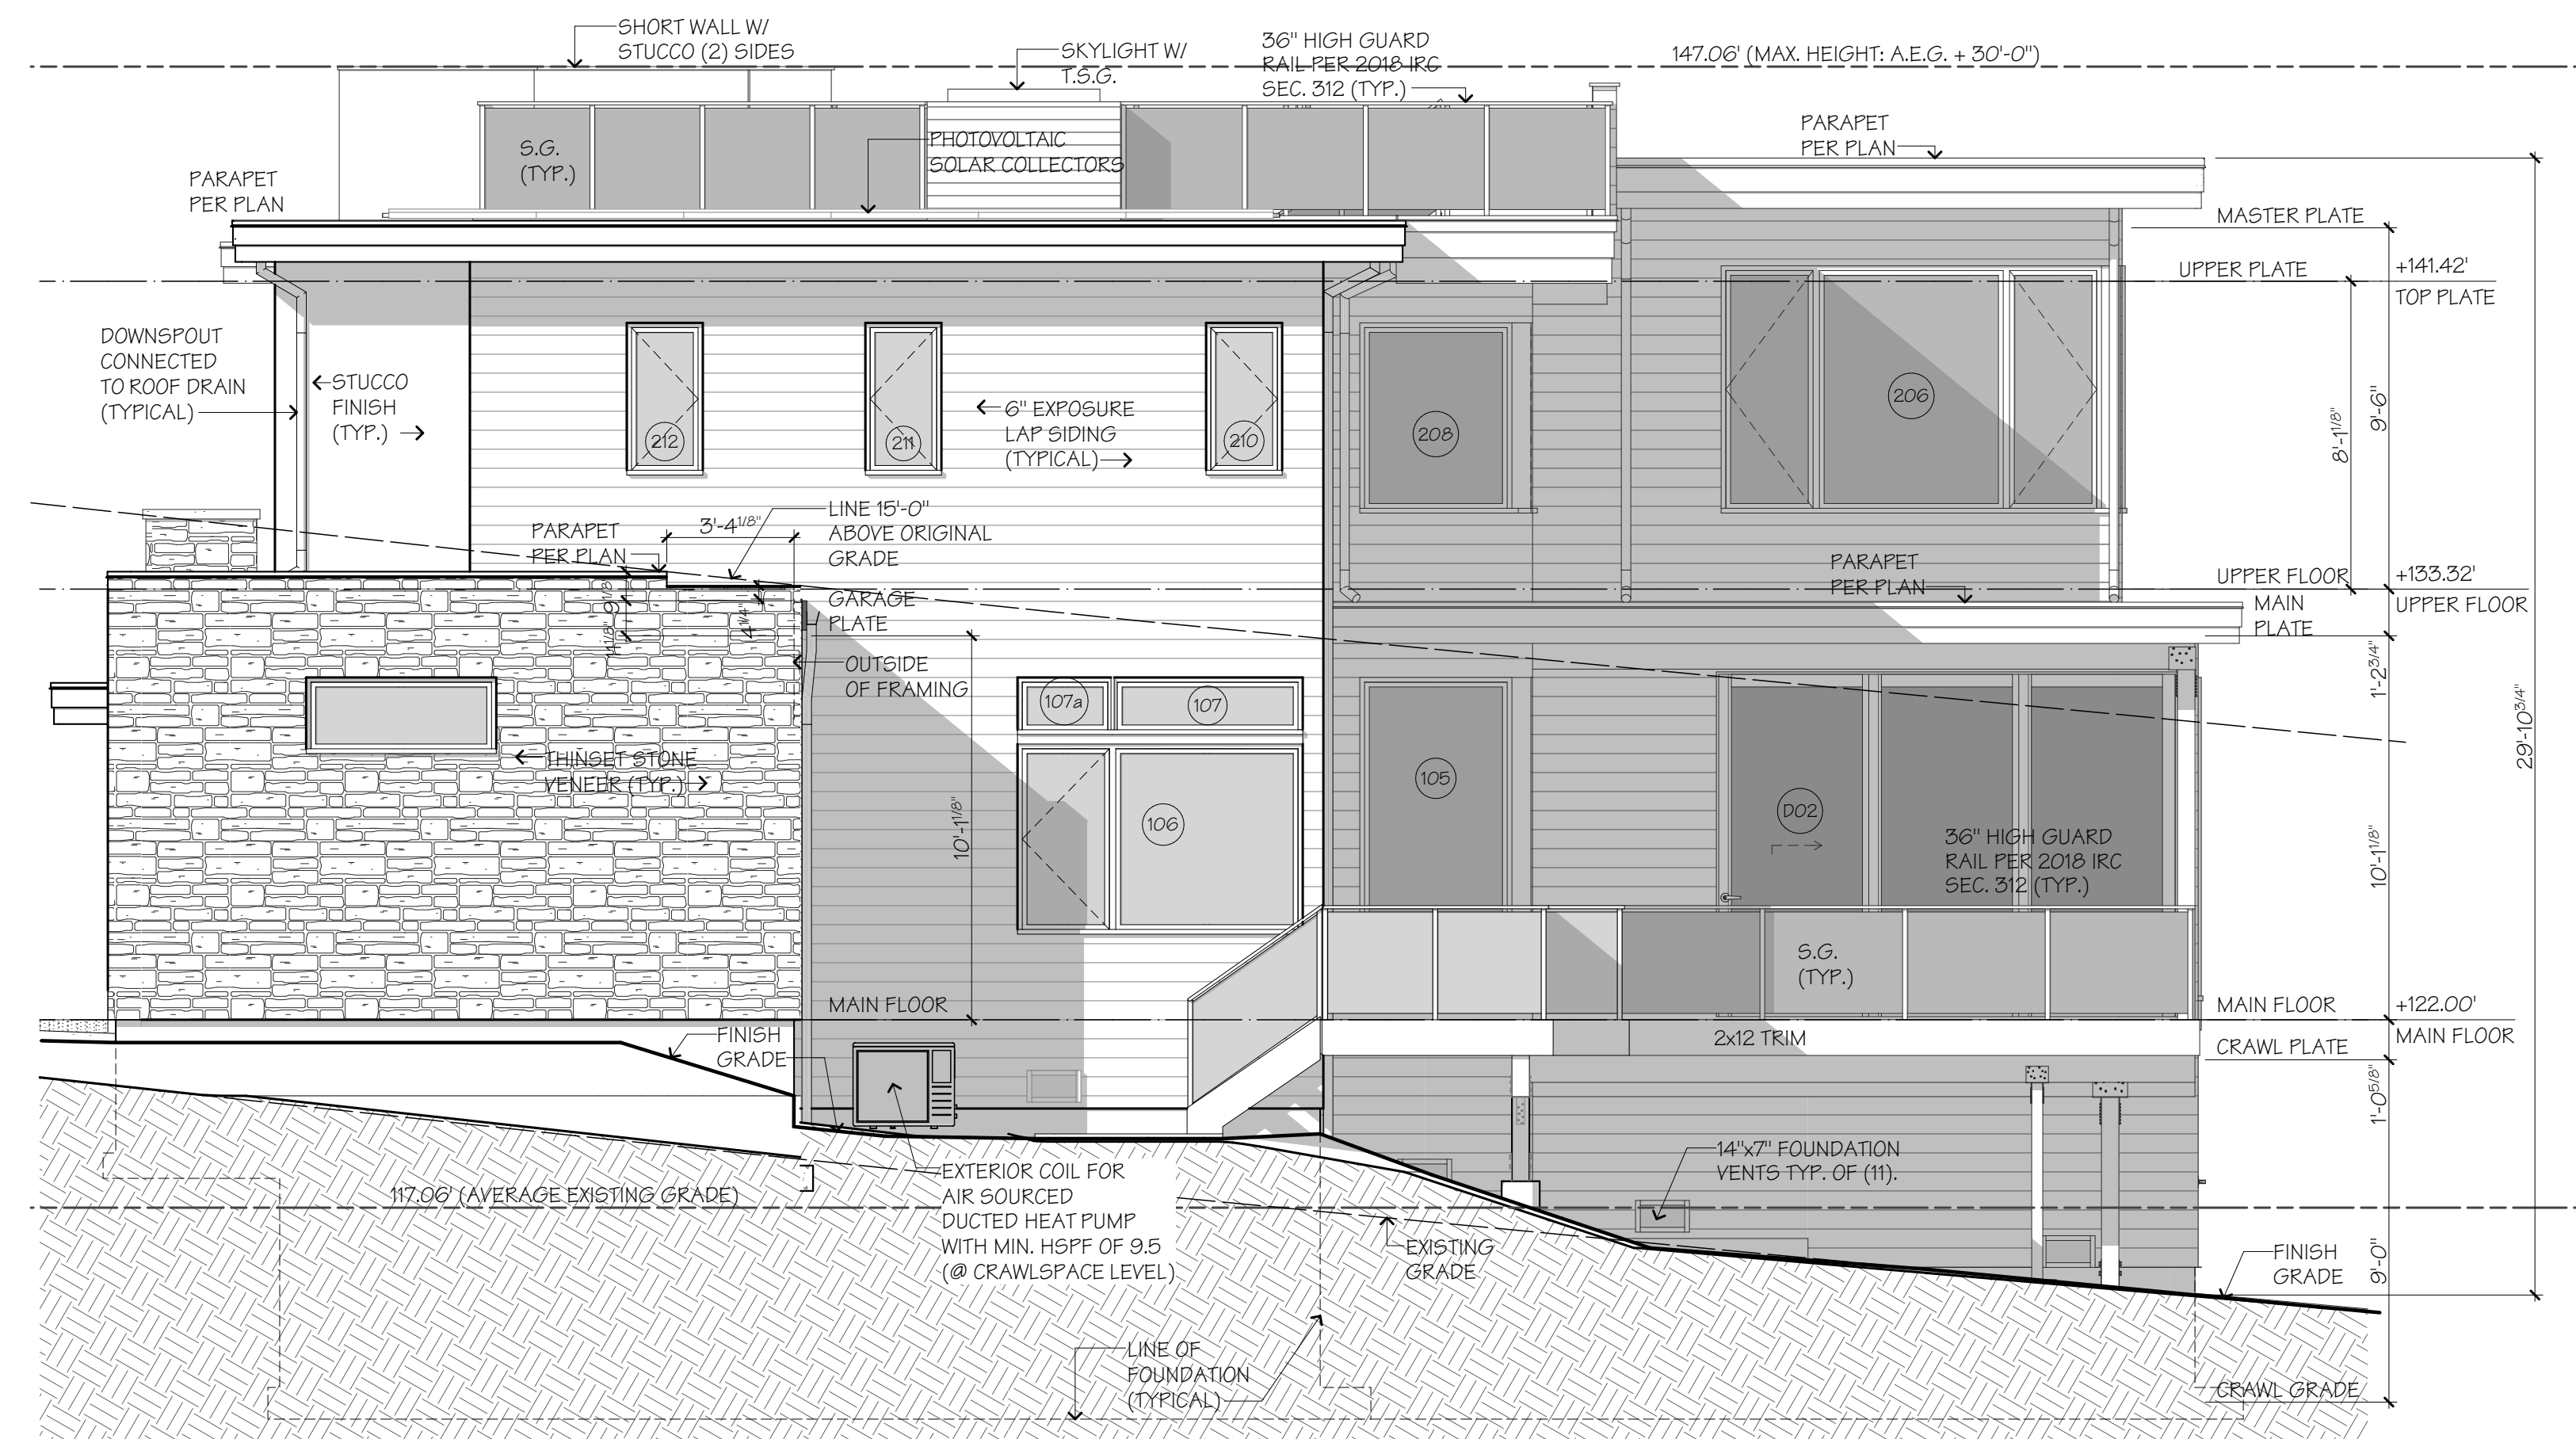 SHORT WALL W/
STUCCO (2) SIDES
SKYLIGHT W/
T.S.G.
36" HIGH GUARD
RAIL PER 2018 IRC
SEC. 312 (TYP.)
147.06' (MAX. HEIGHT: A.E.G. + 30'-0")
PARAPET
PER PLAN
S.G.
(TYP.)
PHOTOVOLTAIC
SOLAR COLLECTORS
PARAPET
PER PLAN
MASTER PLATE
UPPER PLATE
+141.42'
TOP PLATE
DOWNSPOUT
CONNECTED
TO ROOF DRAIN
(TYPICAL)
STUCCO
FINISH
(TYP.)
6" EXPOSURE
LAP SIDING
(TYPICAL)
212
211
210
208
206
8'-1 1/8"
9'-6"
PARAPET
PER PLAN
3'-4 1/8"
LINE 15'-0"
ABOVE ORIGINAL
GRADE
PARAPET
PER PLAN
UPPER FLOOR
+133.32'
UPPER FLOOR
MAIN
PLATE
GARAGE
PLATE
4 1/4"
OUTSIDE
OF FRAMING
1'-2 3/4"
29'-10 3/4"
107a
107
THINSET STONE
VENEER (TYP.)
10'-1 1/8"
106
105
D02
36" HIGH GUARD
RAIL PER 2018 IRC
SEC. 312 (TYP.)
10'-1 1/8"
S.G.
(TYP.)
MAIN FLOOR
MAIN FLOOR
+122.00'
MAIN FLOOR
FINISH
GRADE
2x12 TRIM
CRAWL PLATE
1'-0 5/8"
14"x7" FOUNDATION
VENTS TYP. OF (11).
117.06' (AVERAGE EXISTING GRADE)
EXTERIOR COIL FOR
AIR SOURCED
DUCTED HEAT PUMP
WITH MIN. HSPF OF 9.5
(@ CRAWLSPACE LEVEL)
EXISTING
GRADE
FINISH
GRADE
9'-0"
LINE OF
FOUNDATION
(TYPICAL)
CRAWL GRADE